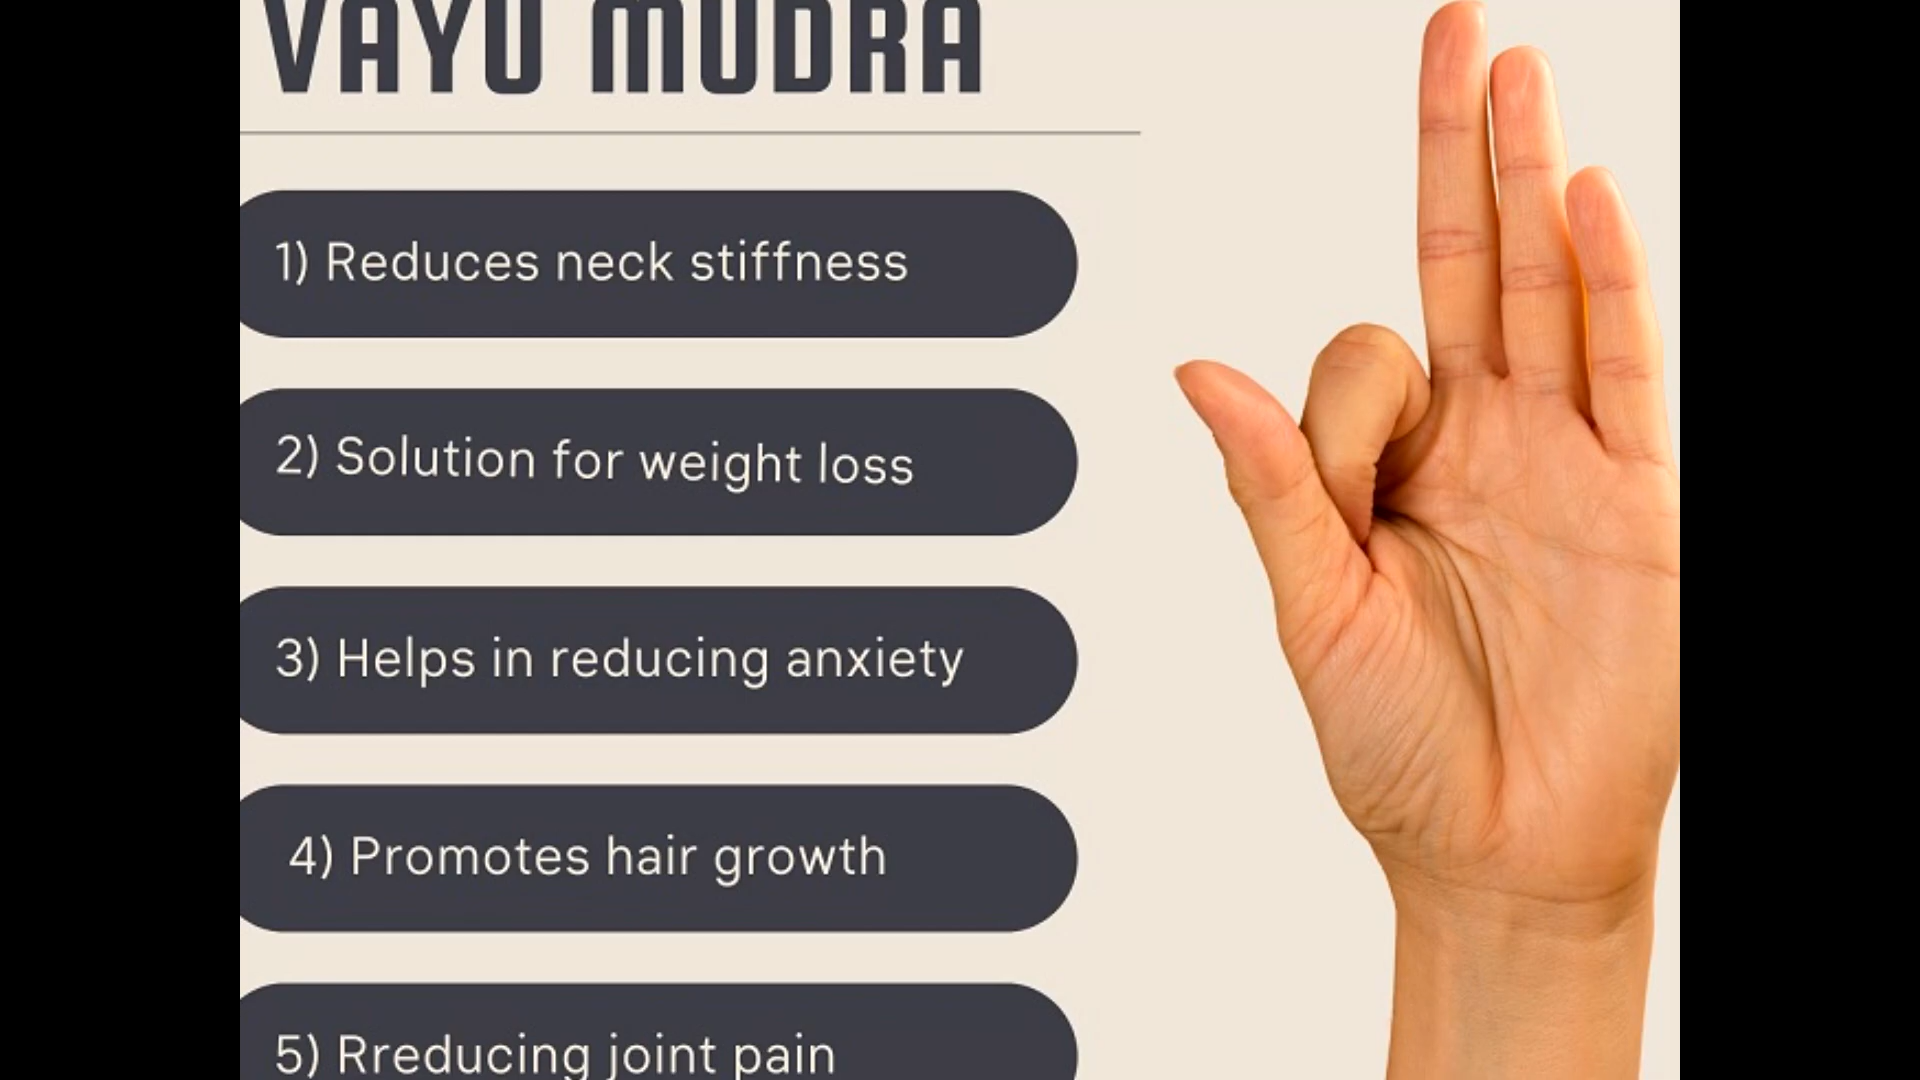 VAYU MUDRA
1) Reduces neck stiffness
2) Solution for weight loss
3) Helps in reducing anxiety
4) Promotes hair growth
5) Rreducing joint pain